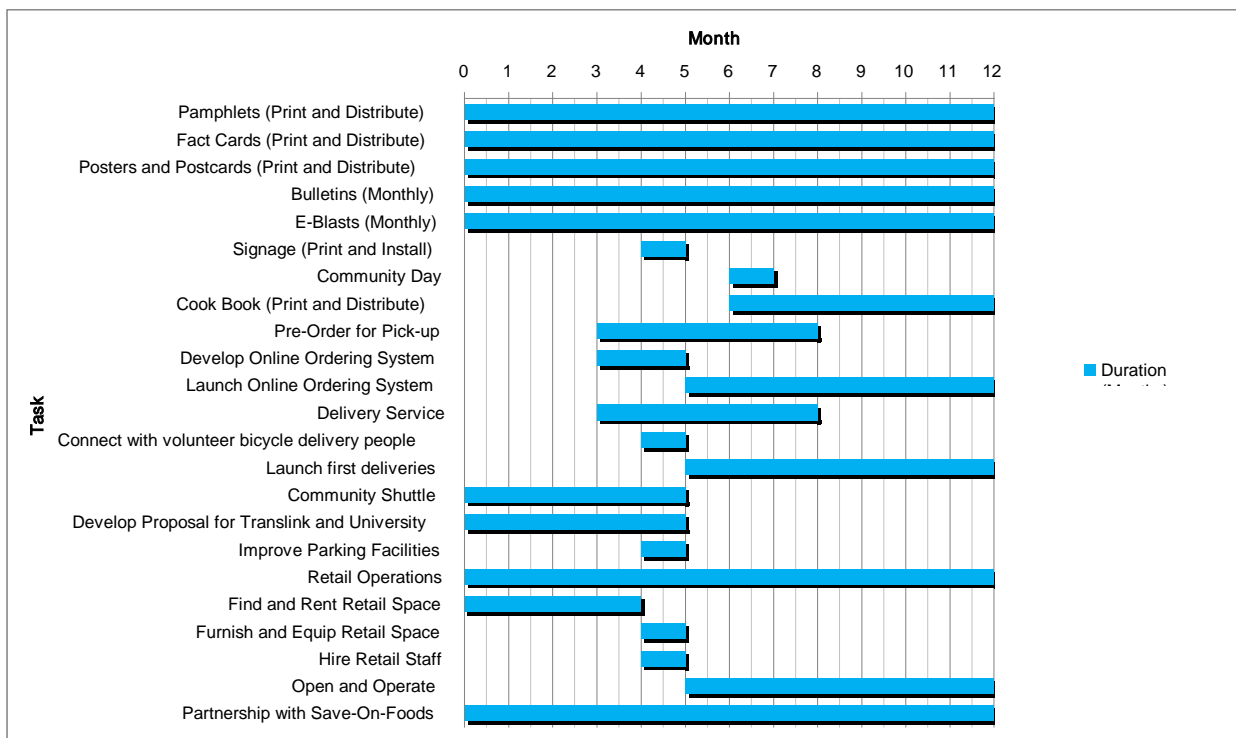 Month
0 1 2 3 4 5 6 7 8 9 10 11 12
Pamphlets (Print and Distribute)
Fact Cards (Print and Distribute)
Posters and Postcards (Print and Distribute)
Bulletins (Monthly)
E-Blasts (Monthly)
Signage (Print and Install)
Community Day
Cook Book (Print and Distribute)
Pre-Order for Pick-up
Develop Online Ordering System
Launch Online Ordering System
Delivery Service
Connect with volunteer bicycle delivery people
Launch first deliveries
Community Shuttle
Develop Proposal for Translink and University
Improve Parking Facilities
Retail Operations
Find and Rent Retail Space
Furnish and Equip Retail Space
Hire Retail Staff
Open and Operate
Partnership with Save-On-Foods
Task
Duration